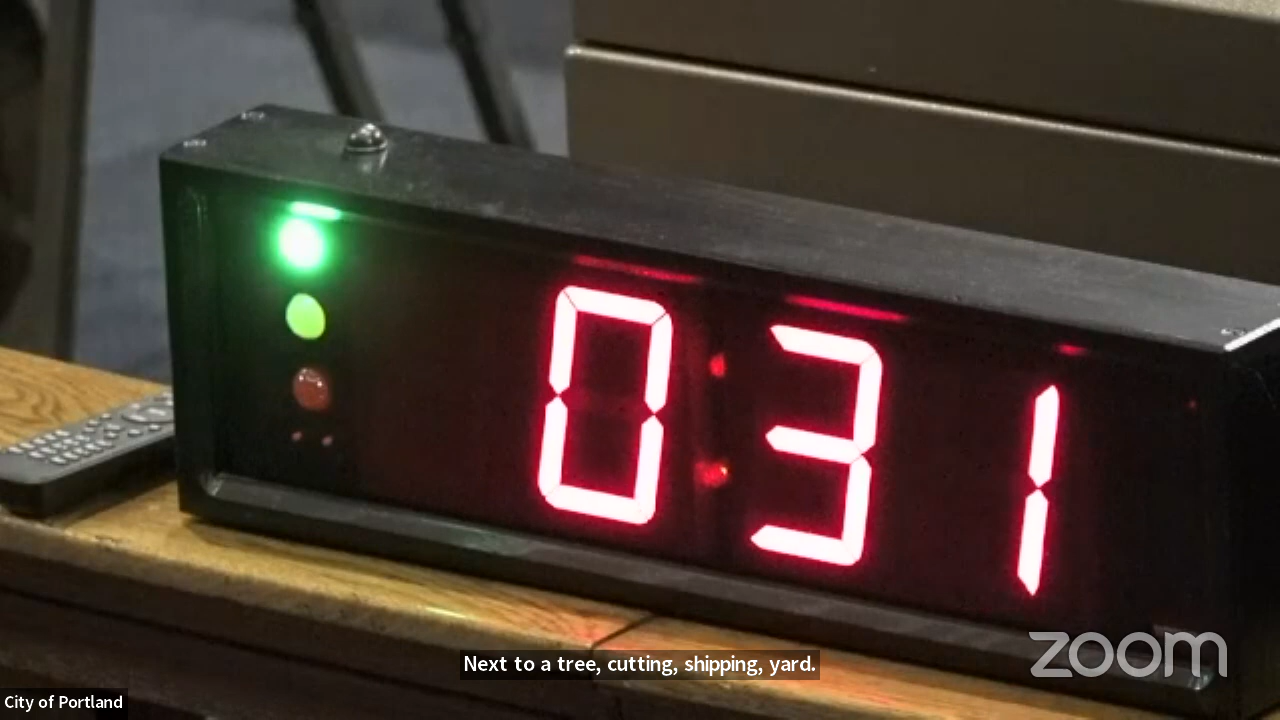 0:31
zoom
Next to a tree, cutting, shipping, yard.
City of Portland